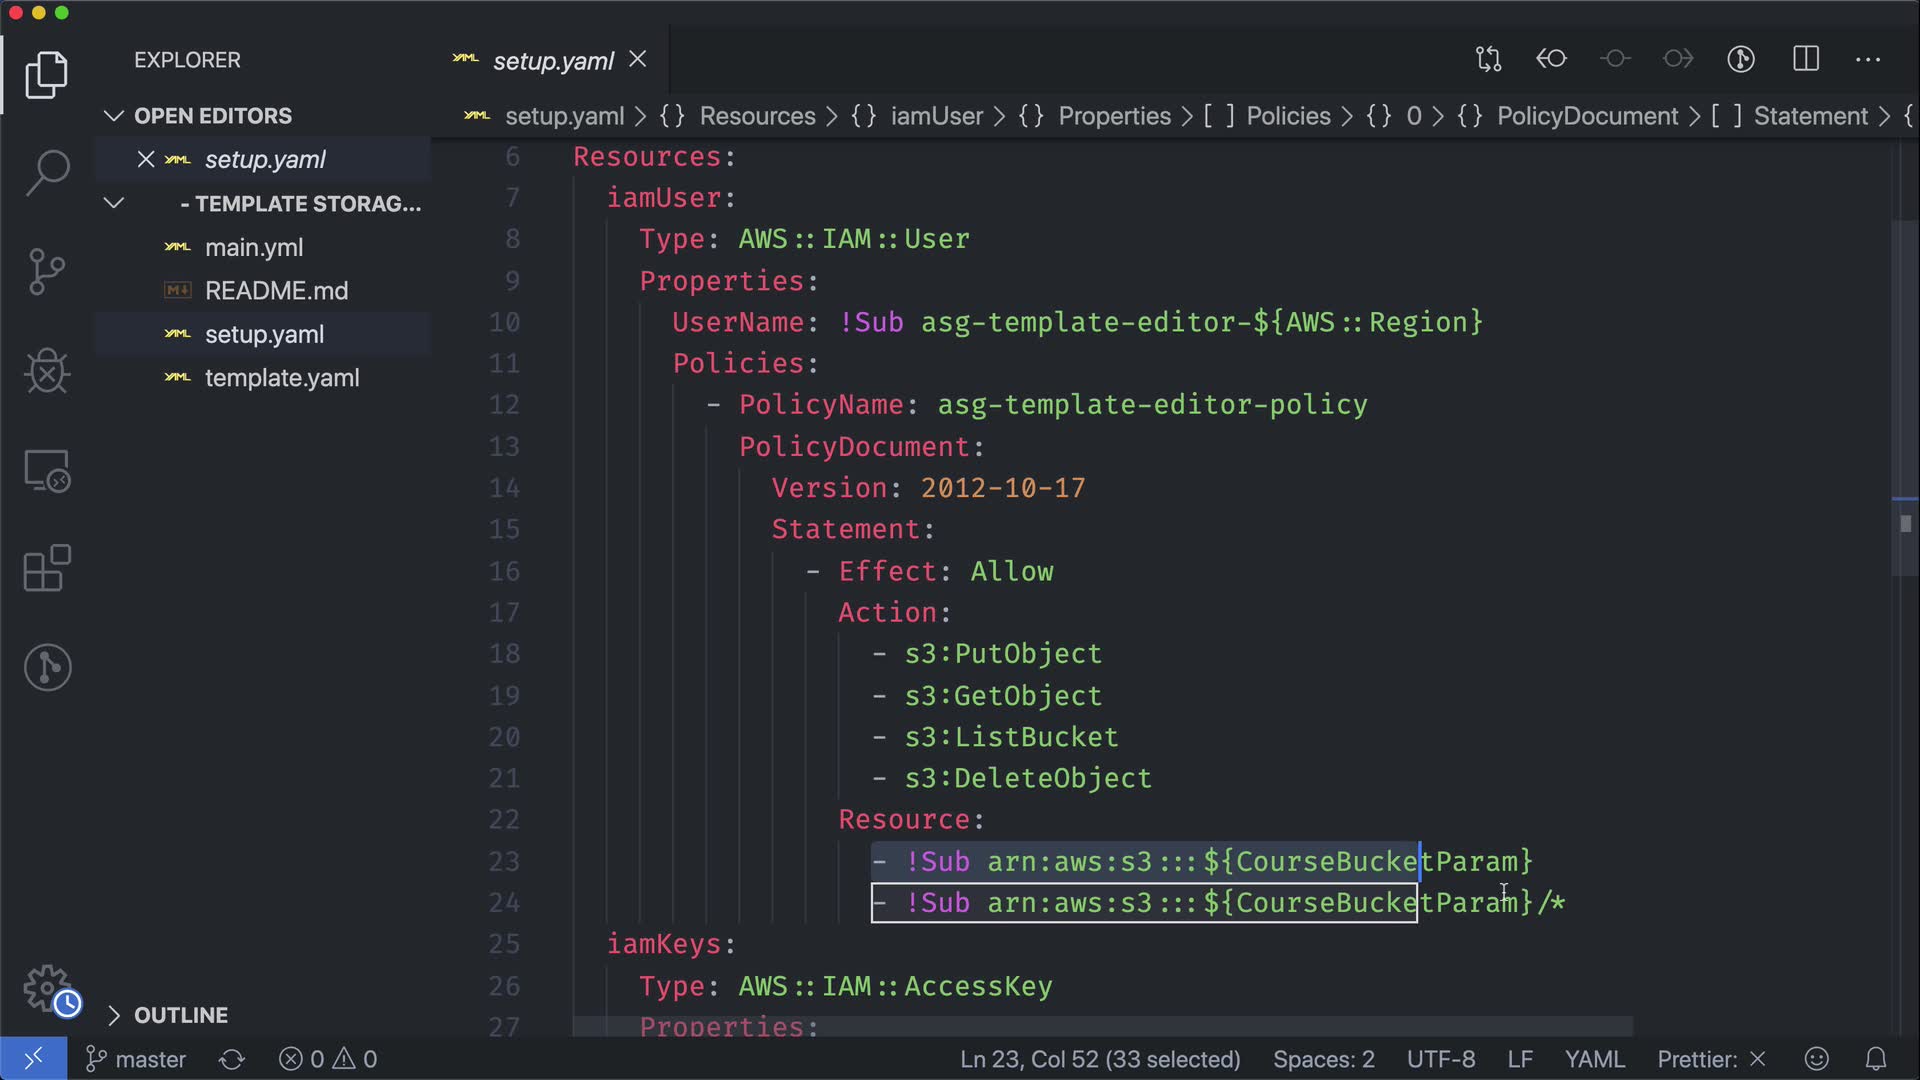 EXPLORER
OPEN EDITORS
setup.yaml
- TEMPLATE STORAG...
main.yml
README.md
setup.yaml
template.yaml
OUTLINE
setup.yaml
setup.yaml > {} Resources > {} iamUser > {} Properties > [ ] Policies > {} 0 > {} PolicyDocument > [ ] Statement > {
6 Resources:
7 iamUser:
8 Type: AWS::IAM::User
9 Properties:
10 UserName: !Sub asg-template-editor-${AWS::Region}
11 Policies:
12 - PolicyName: asg-template-editor-policy
13 PolicyDocument:
14 Version: 2012-10-17
15 Statement:
16 - Effect: Allow
17 Action:
18 - s3:PutObject
19 - s3:GetObject
20 - s3:ListBucket
21 - s3:DeleteObject
22 Resource:
23 - !Sub arn:aws:s3:::${CourseBucketParam}
24 - !Sub arn:aws:s3:::${CourseBucketParam}/*
25 iamKeys:
26 Type: AWS::IAM::AccessKey
27 Properties:
master 0 0 Ln 23, Col 52 (33 selected) Spaces: 2 UTF-8 LF YAML Prettier: ×